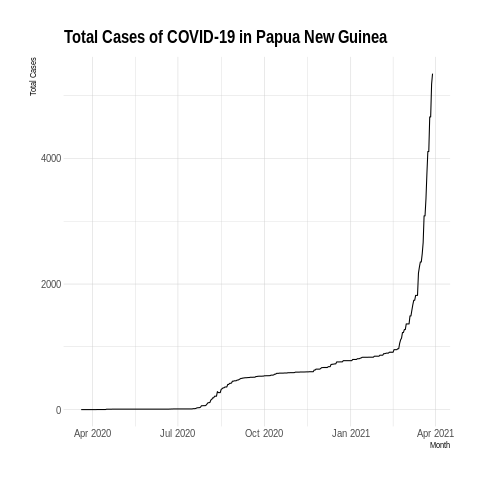 Total Cases of COVID-19 in Papua New Guinea
Total Cases
4000
2000
0
Apr 2020 Jul 2020 Oct 2020 Jan 2021 Apr 2021
Month